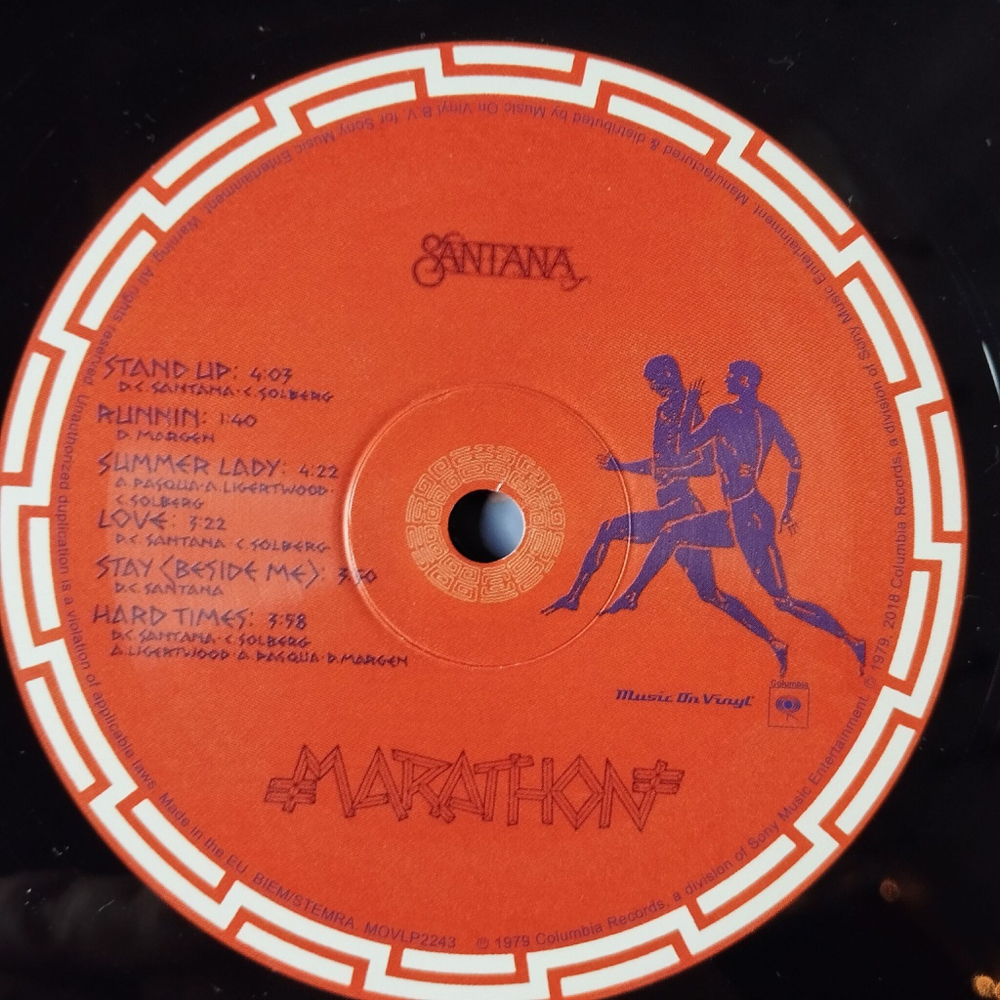 SANTANA
STAND UP: 4:03
D.C. SANTANA · C. SOLBERG
RUNNIN: 1:40
D. MARGEN
SUMMER LADY: 4:22
A. PASQUA · A. LIGERTWOOD ·
C. SOLBERG
LOVE: 3:22
D.C. SANTANA · C. SOLBERG
STAY (BESIDE ME): 3:50
D.C. SANTANA
HARD TIMES: 3:58
D.C. SANTANA · C. SOLBERG
A. LIGERTWOOD · A. PASQUA · D. MARGEN
Music On Vinyl
Columbia
MARATHON
℗ 1979 Columbia Records, a division of Sony Music Entertainment. © 1979, 2018 Columbia Records, a division of Sony Music Entertainment. Manufactured & distributed by Music On Vinyl B.V. for Sony Music Entertainment. Warning. All rights reserved. Unauthorized duplication is a violation of applicable laws. Made in the EU BIEM/STEMRA MOVLP2243